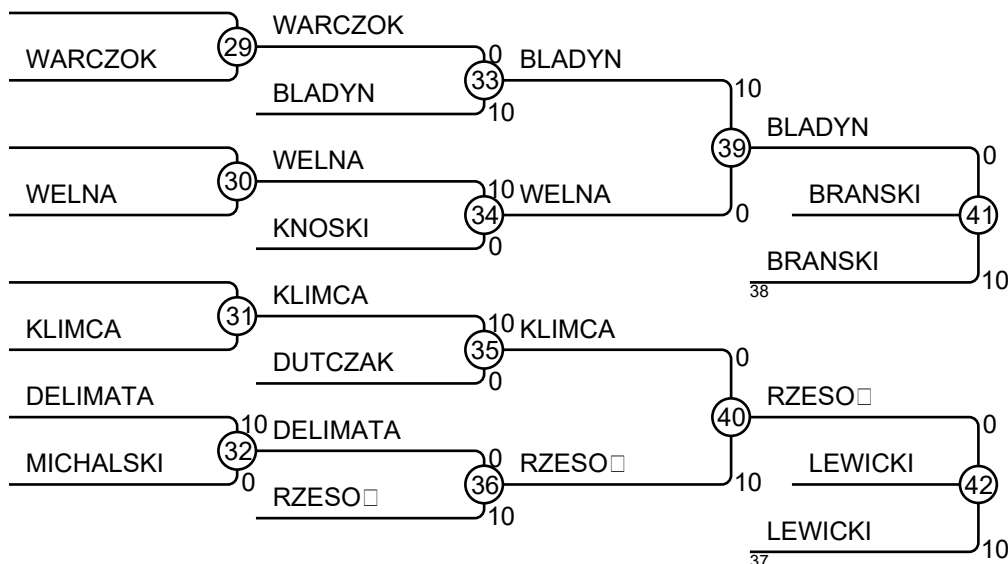 WARCZOK
29
WARCZOK
0
33
BLADYN
10
BLADYN
10
39
BLADYN
0
WELNA
30
WELNA
10
34
KNOSKI
0
WELNA
0
BRANSKI
41
BRANSKI
38
10
KLIMCA
31
KLIMCA
10
35
DUTCZAK
0
KLIMCA
0
40
RZESO□
0
DELIMATA
10
32
MICHALSKI
0
DELIMATA
0
36
RZESO□
10
RZESO□
10
LEWICKI
42
LEWICKI
37
10